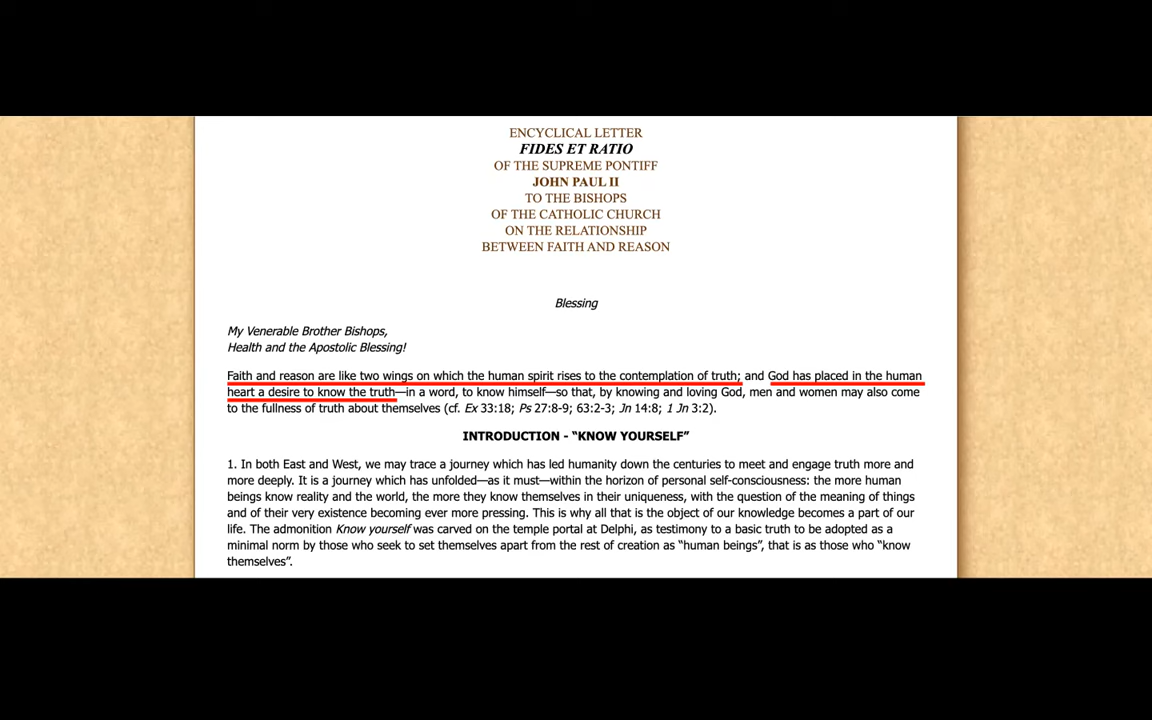 ENCYCLICAL LETTER
FIDES ET RATIO
OF THE SUPREME PONTIFF
JOHN PAUL II
TO THE BISHOPS
OF THE CATHOLIC CHURCH
ON THE RELATIONSHIP
BETWEEN FAITH AND REASON
Blessing
My Venerable Brother Bishops,
Health and the Apostolic Blessing!
Faith and reason are like two wings on which the human spirit rises to the contemplation of truth; and God has placed in the human
heart a desire to know the truth—in a word, to know himself—so that, by knowing and loving God, men and women may also come
to the fullness of truth about themselves (cf. Ex 33:18; Ps 27:8-9; 63:2-3; Jn 14:8; 1 Jn 3:2).
INTRODUCTION - “KNOW YOURSELF”
1. In both East and West, we may trace a journey which has led humanity down the centuries to meet and engage truth more and
more deeply. It is a journey which has unfolded—as it must—within the horizon of personal self-consciousness: the more human
beings know reality and the world, the more they know themselves in their uniqueness, with the question of the meaning of things
and of their very existence becoming ever more pressing. This is why all that is the object of our knowledge becomes a part of our
life. The admonition Know yourself was carved on the temple portal at Delphi, as testimony to a basic truth to be adopted as a
minimal norm by those who seek to set themselves apart from the rest of creation as “human beings”, that is as those who “know
themselves”.